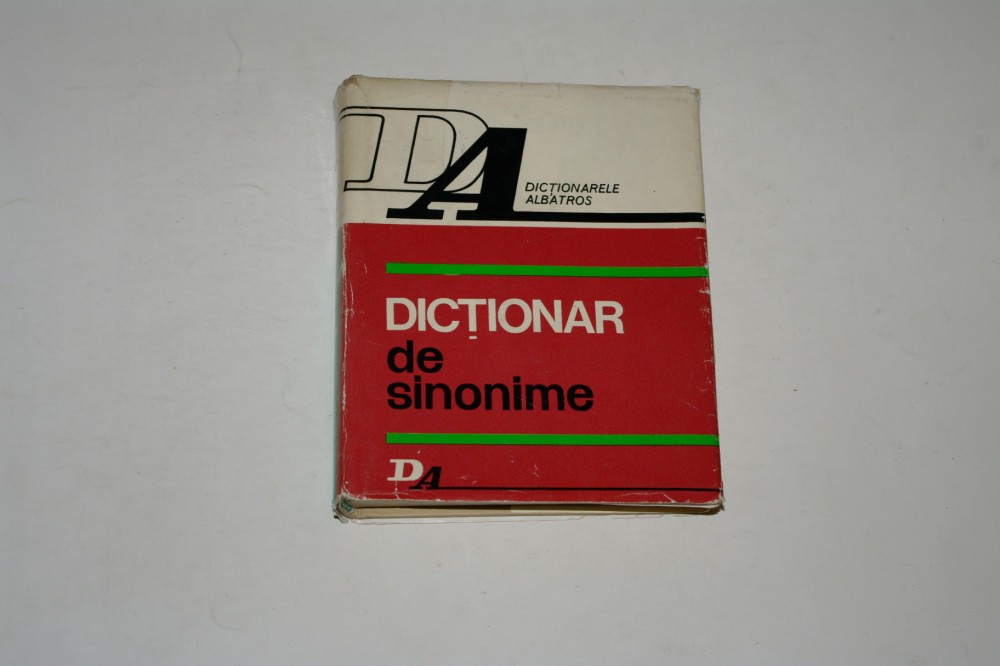 DA
DICȚIONARELE
ALBATROS
DICȚIONAR
de
sinonime
DA